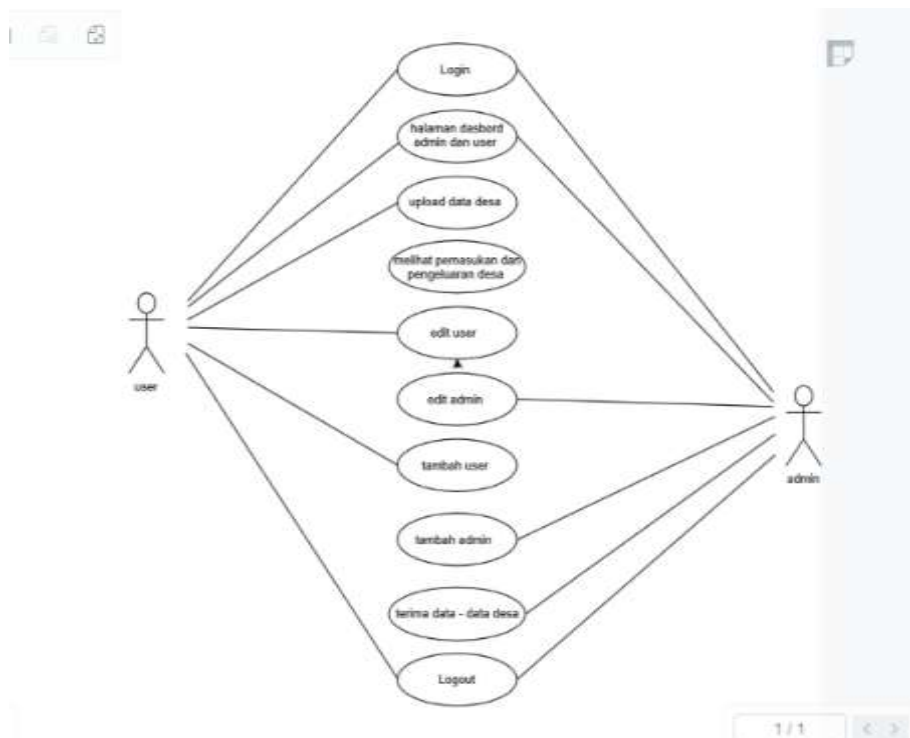 Login
halaman dasbord
admin dan user
upload data desa
melihat pemasukan dan
pengeluaran desa
edit user
user
edit admin
tambah user
admin
tambah admin
terima data - data desa
Logout
1 / 1